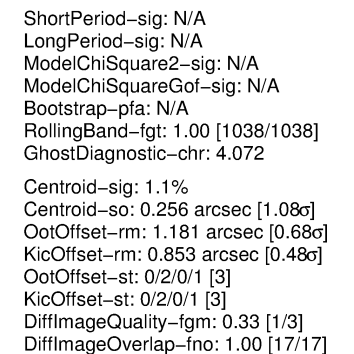 ShortPeriod−sig: N/A
LongPeriod−sig: N/A
ModelChiSquare2−sig: N/A
ModelChiSquareGof−sig: N/A
Bootstrap−pfa: N/A
RollingBand−fgt: 1.00 [1038/1038]
GhostDiagnostic−chr: 4.072
Centroid−sig: 1.1%
Centroid−so: 0.256 arcsec [1.08σ]
OotOffset−rm: 1.181 arcsec [0.68σ]
KicOffset−rm: 0.853 arcsec [0.48σ]
OotOffset−st: 0/2/0/1 [3]
KicOffset−st: 0/2/0/1 [3]
DiffImageQuality−fgm: 0.33 [1/3]
DiffImageOverlap−fno: 1.00 [17/17]